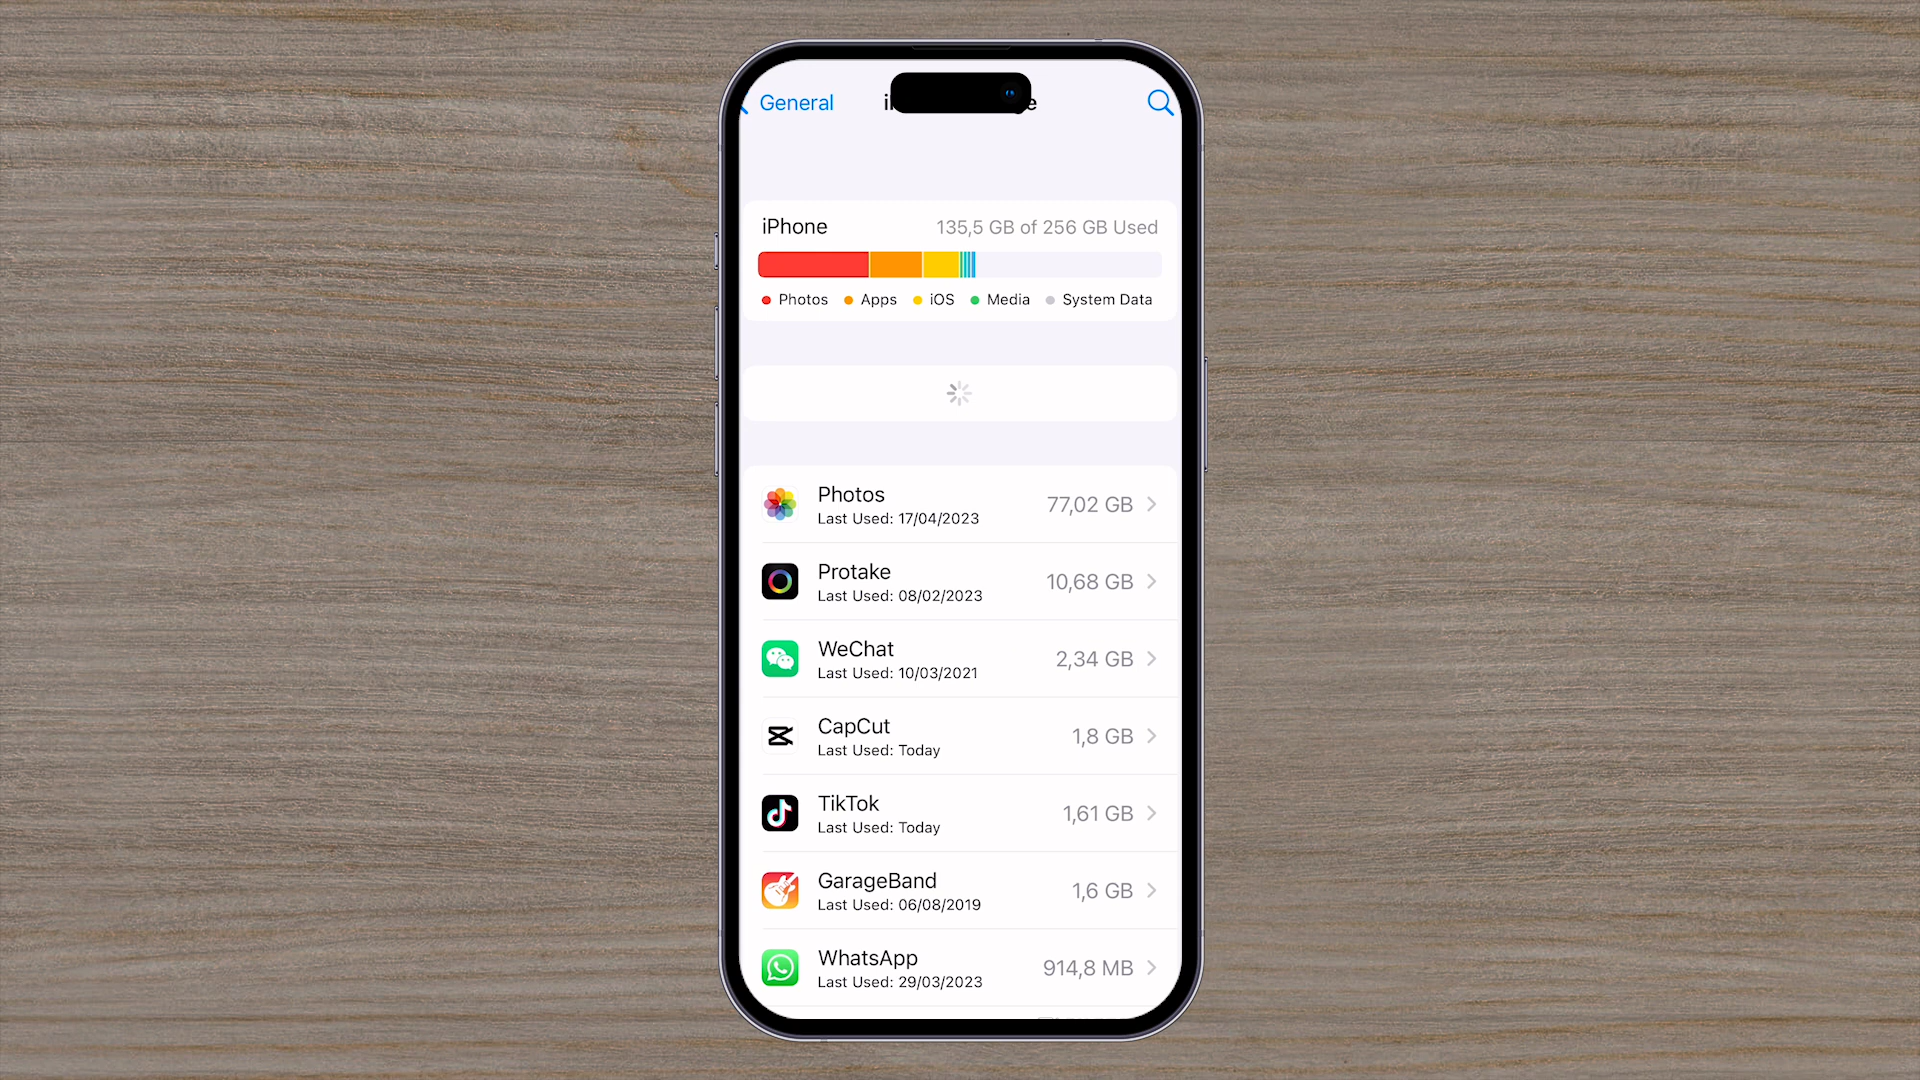 General
iPhone 135,5 GB of 256 GB Used
Photos Apps iOS Media System Data
Photos
Last Used: 17/04/2023
77,02 GB
Protake
Last Used: 08/02/2023
10,68 GB
WeChat
Last Used: 10/03/2021
2,34 GB
CapCut
Last Used: Today
1,8 GB
TikTok
Last Used: Today
1,61 GB
GarageBand
Last Used: 06/08/2019
1,6 GB
WhatsApp
Last Used: 29/03/2023
914,8 MB